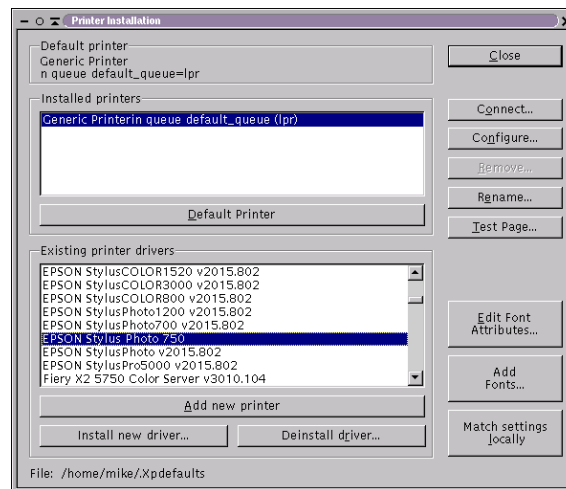 Printer Installation
Default printer
Generic Printer
n queue default_queue=lpr
Close
Installed printers
Generic Printerin queue default_queue (lpr)
Default Printer
Connect...
Configure...
Remove...
Rename...
Test Page...
Existing printer drivers
EPSON StylusCOLOR1520 v2015.802
EPSON StylusCOLOR3000 v2015.802
EPSON StylusCOLOR800 v2015.802
EPSON StylusPhoto1200 v2015.802
EPSON StylusPhoto700 v2015.802
EPSON Stylus Photo 750
EPSON StylusPhoto v2015.802
EPSON StylusPro5000 v2015.802
Fiery X2 5750 Color Server v3010.104
Add new printer
Install new driver...
Deinstall driver...
Edit Font
Attributes...
Add
Fonts...
Match settings
locally
File: /home/mike/.Xpdefaults